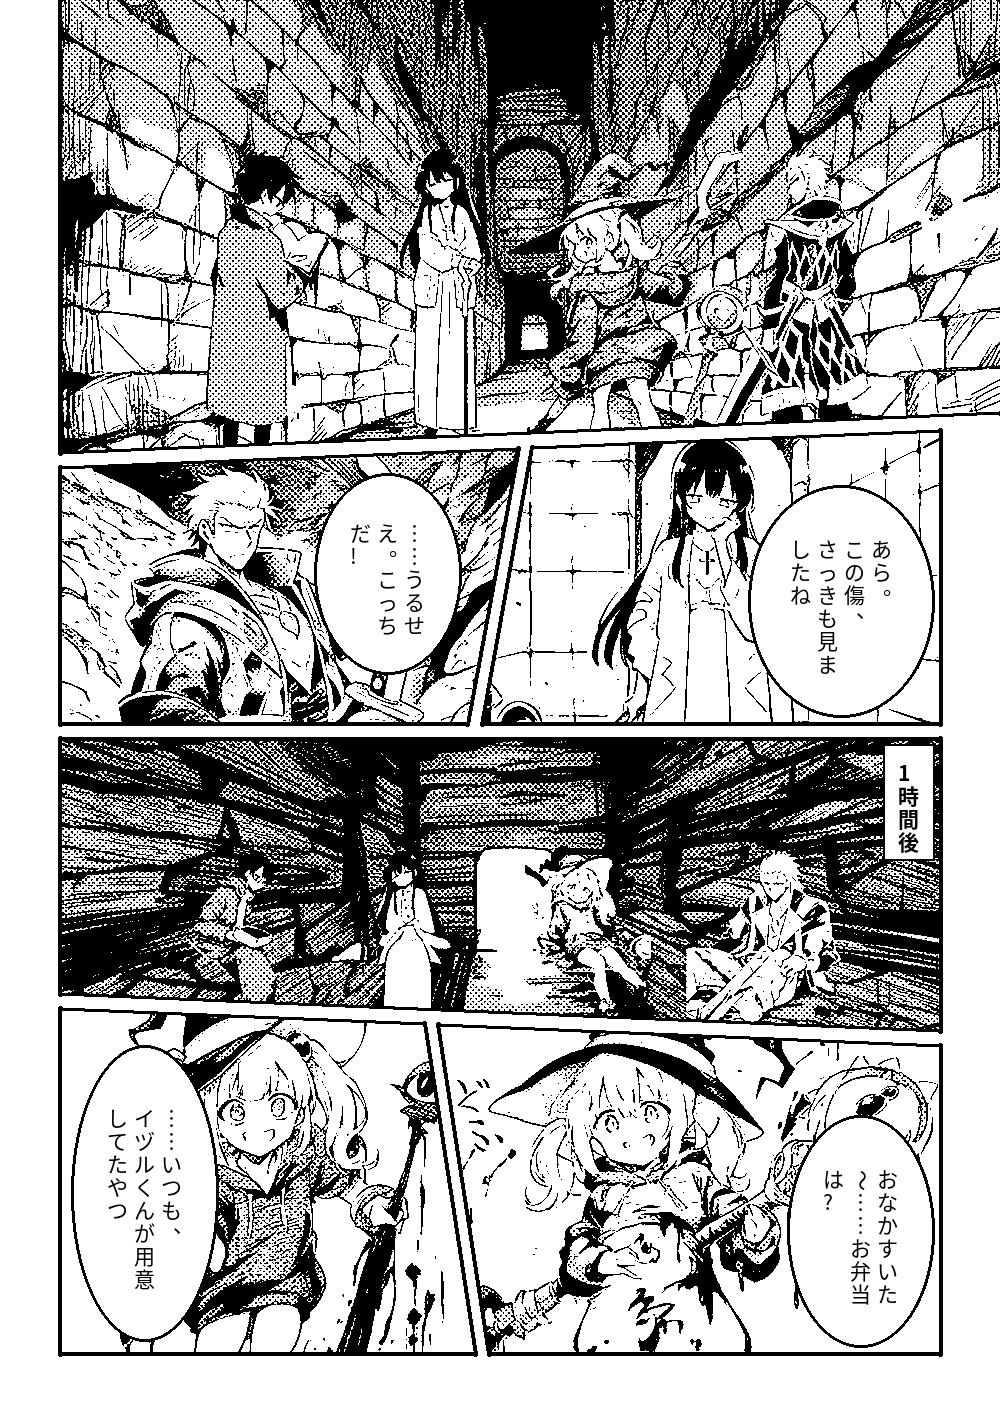 あら。
この傷、
さっきも見ま
したね
……うるせ
え。こっち
だ！
1時間後
おなかすいた
～……お弁当
は？
……いつも、
イヅルくんが用意
してたやつ